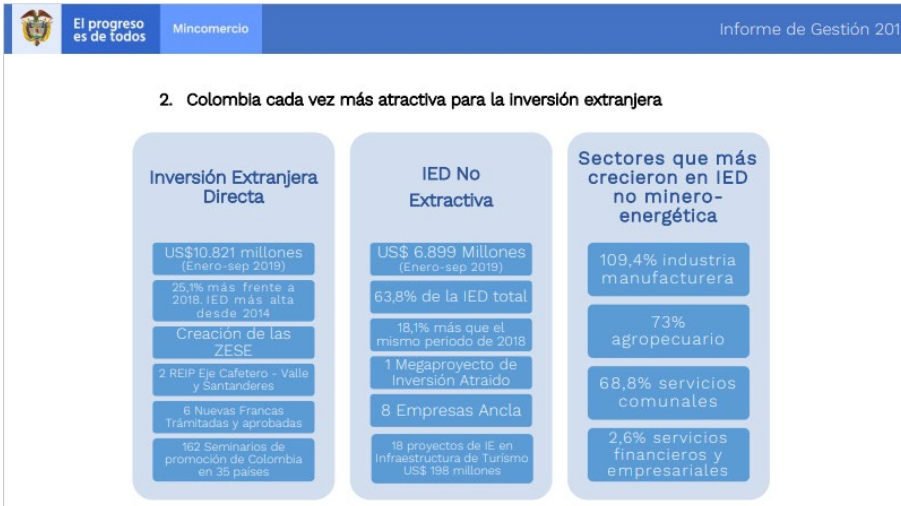 El progreso
es de todos
Mincomercio
Informe de Gestión 201
2. Colombia cada vez más atractiva para la inversión extranjera
Inversión Extranjera
Directa
US$10.821 millones
(Enero-sep 2019)
25,1% más frente a
2018. IED más alta
desde 2014
Creación de las
ZESE
2 REIP Eje Cafetero - Valle
y Santanderes
6 Nuevas Francas
Trámitadas y aprobadas
162 Seminarios de
promoción de Colombia
en 35 países
IED No
Extractiva
US$ 6.899 Millones
(Enero-sep 2019)
63,8% de la IED total
18,1% más que el
mismo periodo de 2018
1 Megaproyecto de
Inversión Atraido
8 Empresas Ancla
18 proyectos de IE en
Infraestructura de Turismo
US$ 198 millones
Sectores que más
crecieron en IED
no minero-
energética
109,4% industria
manufacturera
73%
agropecuario
68,8% servicios
comunales
2,6% servicios
financieros y
empresariales